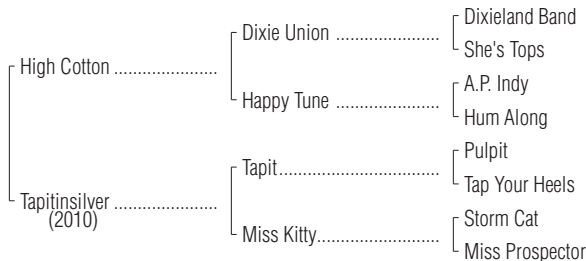 Dixieland Band
Dixie Union ..................
She's Tops
High Cotton .....................
A.P. Indy
Happy Tune ..................
Hum Along
Pulpit
Tapit............................
Tap Your Heels
Tapitinsilver .....................
(2010)
Storm Cat
Miss Kitty.....................
Miss Prospector